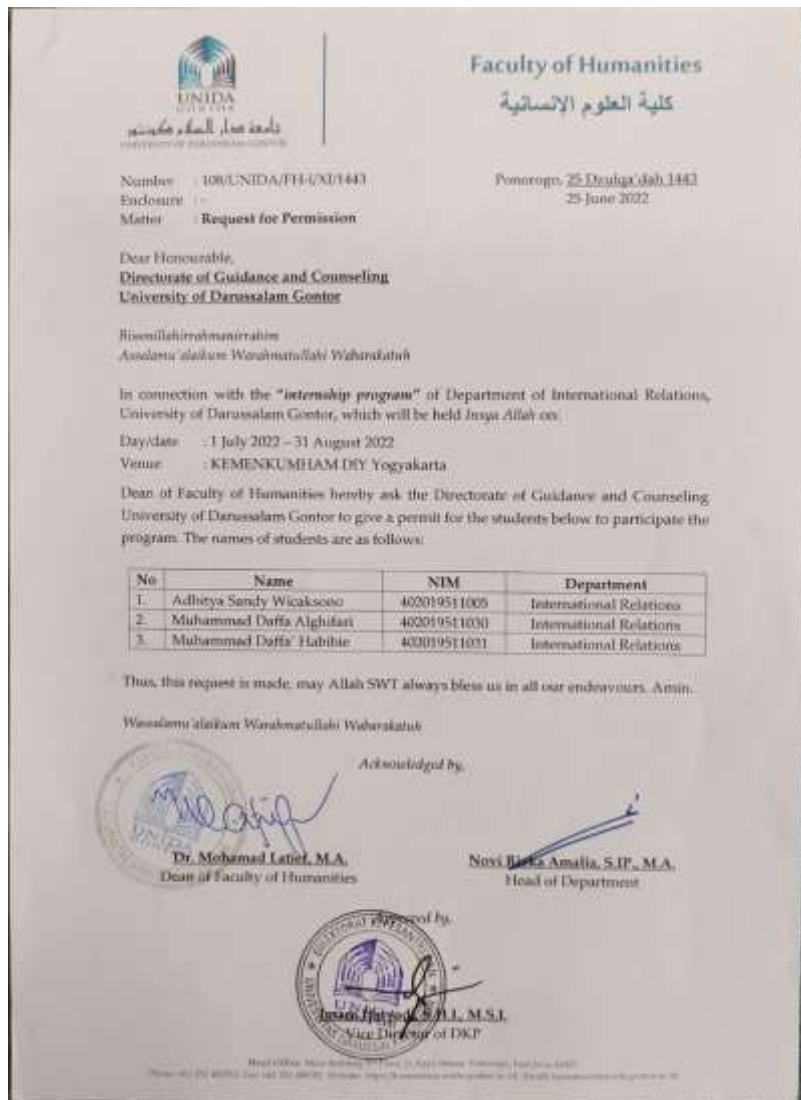 UNIDA
GONTOR
UNIVERSITY OF DARUSSALAM GONTOR
Faculty of Humanities
كلية العلوم الإنسانية
Number : 108/UNIDA/FH-I/XI/1443
Ponorogo, 25 Dzulqa'dah 1443
Enclosure : -
25 June 2022
Matter : Request for Permission
Dear Honourable,
Directorate of Guidance and Counseling
University of Darussalam Gontor
Bismillahirrahmanirrahim
Assalamu'alaikum Warahmatullahi Wabarakatuh
In connection with the "internship program" of Department of International Relations,
University of Darussalam Gontor, which will be held Insya Allah on:
Day/date : 1 July 2022 – 31 August 2022
Venue : KEMENKUMHAM DIY Yogyakarta
Dean of Faculty of Humanities hereby ask the Directorate of Guidance and Counseling
University of Darussalam Gontor to give a permit for the students below to participate the
program. The names of students are as follows:
No Name NIM Department
1. Adhitya Sandy Wicaksono 402019511005 International Relations
2. Muhammad Daffa Alghifari 402019511030 International Relations
3. Muhammad Daffa' Habibie 402019511031 International Relations
Thus, this request is made, may Allah SWT always bless us in all our endeavours. Amin.
Wassalamu'alaikum Warahmatullahi Wabarakatuh
Acknowledged by,
UNIDA
Dr. Mohamad Latief, M.A.
Novi Rizka Amalia, S.IP., M.A.
Dean of Faculty of Humanities
Head of Department
Approved by,
S.H.I., M.S.I.
Vice Director of DKP